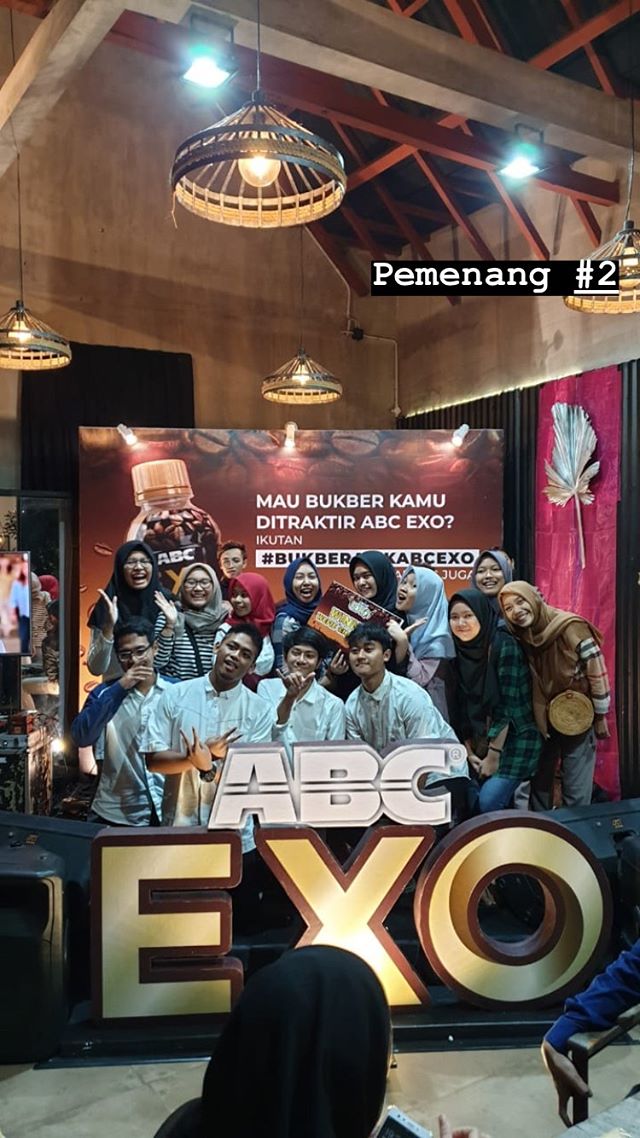 Pemenang #2
MAU BUKBER KAMU
DITRAKTIR ABC EXO?
IKUTAN
ABC
ABC®
EXO